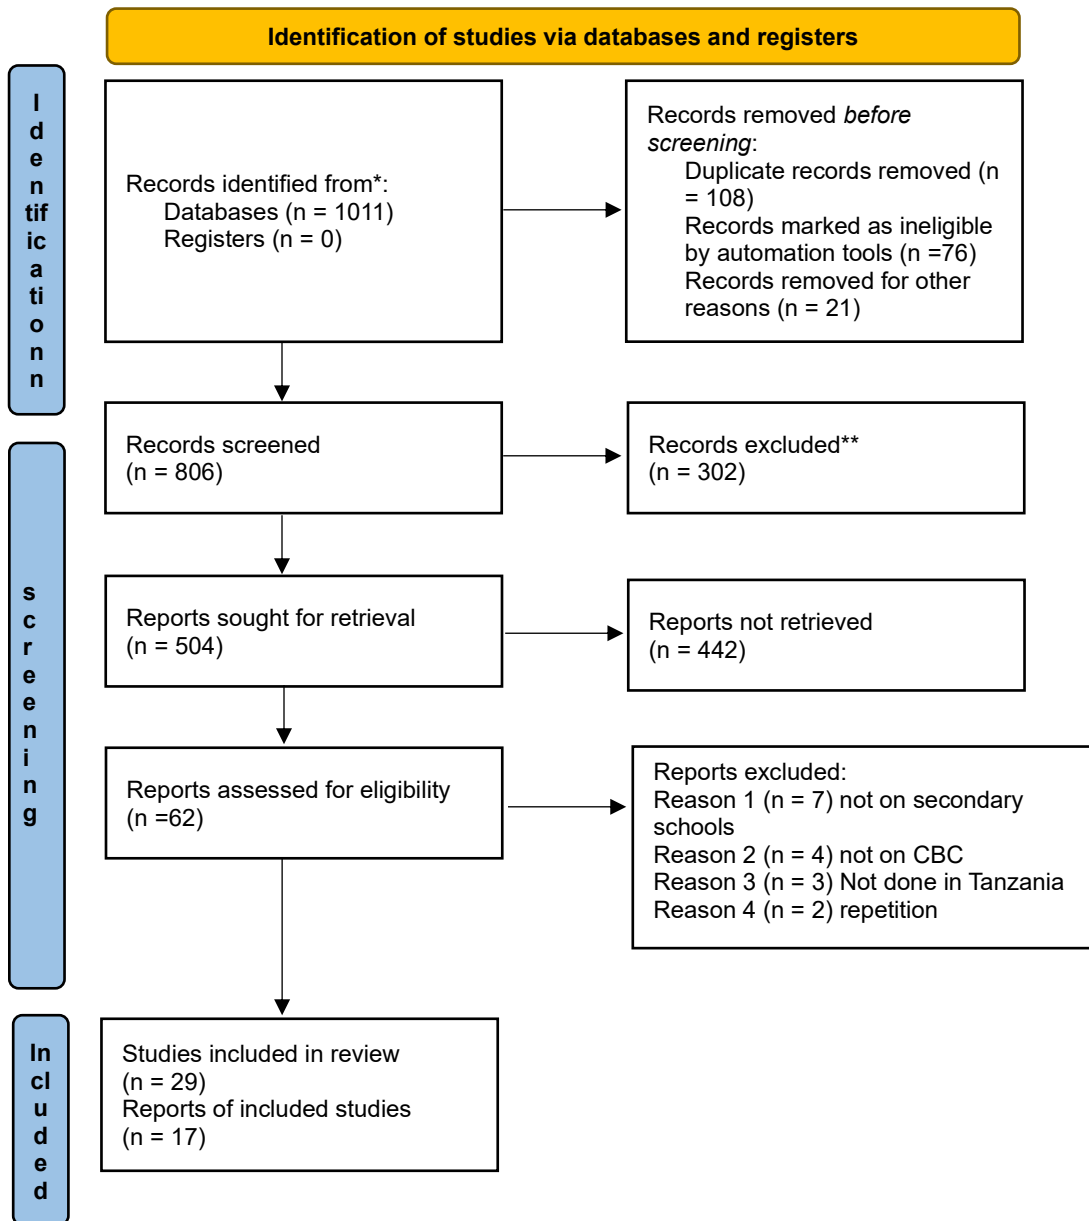 Identification of studies via databases and registers
I
d
e
n
tif
ic
a
ti
o
n
n
Records identified from*:
Databases (n = 1011)
Registers (n = 0)
Records removed before
screening:
Duplicate records removed (n
= 108)
Records marked as ineligible
by automation tools (n =76)
Records removed for other
reasons (n = 21)
Records screened
(n = 806)
Records excluded**
(n = 302)
s
c
r
e
e
n
i
n
g
Reports sought for retrieval
(n = 504)
Reports not retrieved
(n = 442)
Reports assessed for eligibility
(n =62)
Reports excluded:
Reason 1 (n = 7) not on secondary
schools
Reason 2 (n = 4) not on CBC
Reason 3 (n = 3) Not done in Tanzania
Reason 4 (n = 2) repetition
In
cl
u
d
e
d
Studies included in review
(n = 29)
Reports of included studies
(n = 17)